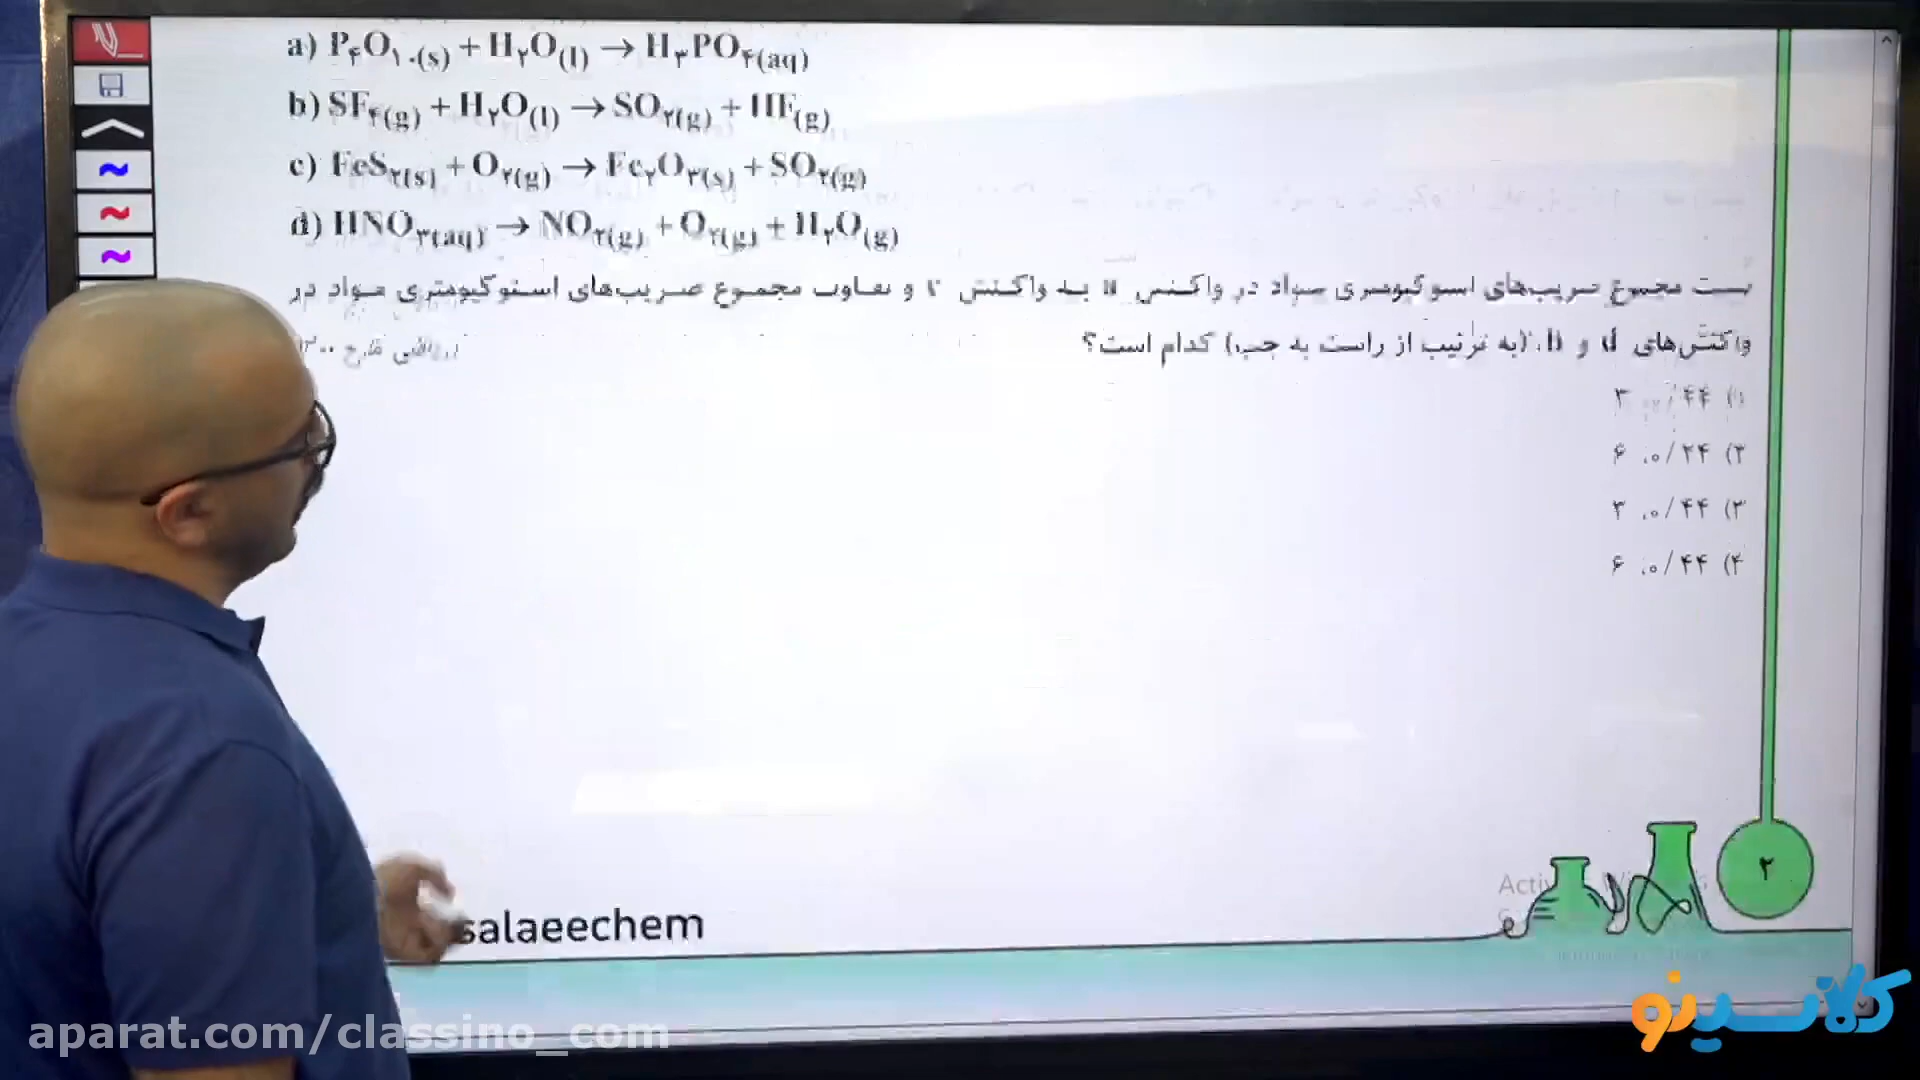 a) P۴O۱۰(s) + H۲O(l) → H۳PO۴(aq)
b) SF۴(g) + H۲O(l) → SO۲(g) + HF(g)
c) FeS۲(s) + O۲(g) → Fe۲O۳(s) + SO۲(g)
d) HNO۳(aq) → NO۲(g) + O۲(g) + H۲O(g)
نسبت مجموع ضریب‌های استوکیومتری مواد در واکنش a به واکنش c و تفاوت مجموع ضریب‌های استوکیومتری مواد در
واکنش‌های d و b، (به ترتیب از راست به چپ) کدام است؟
ریاضی خارج
۳
۲) ۰/۲۴، ۶
۳) ۰/۴۴، ۳
۴) ۰/۴۴، ۶
۲
salaeechem
aparat.com/classino_com
کلاسینو